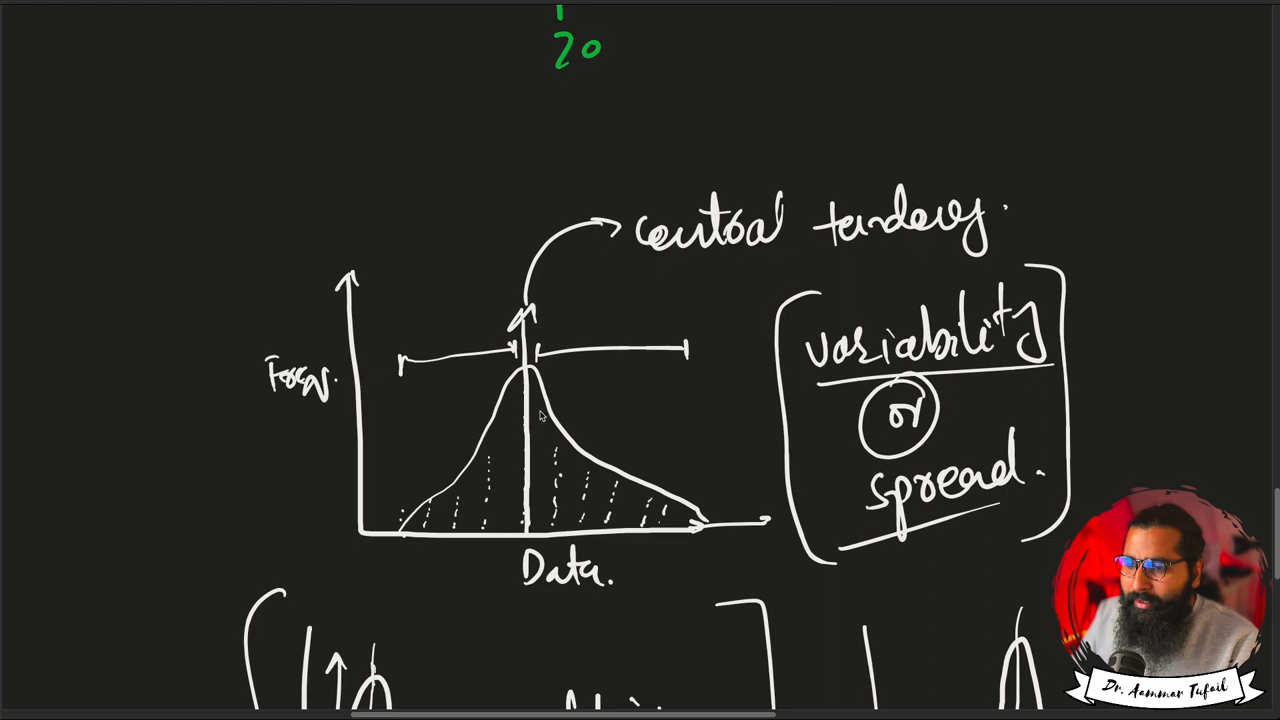 20
central tendency.
variability
Freq.
or
spread.
Data.
Dr. Aammar Tufail